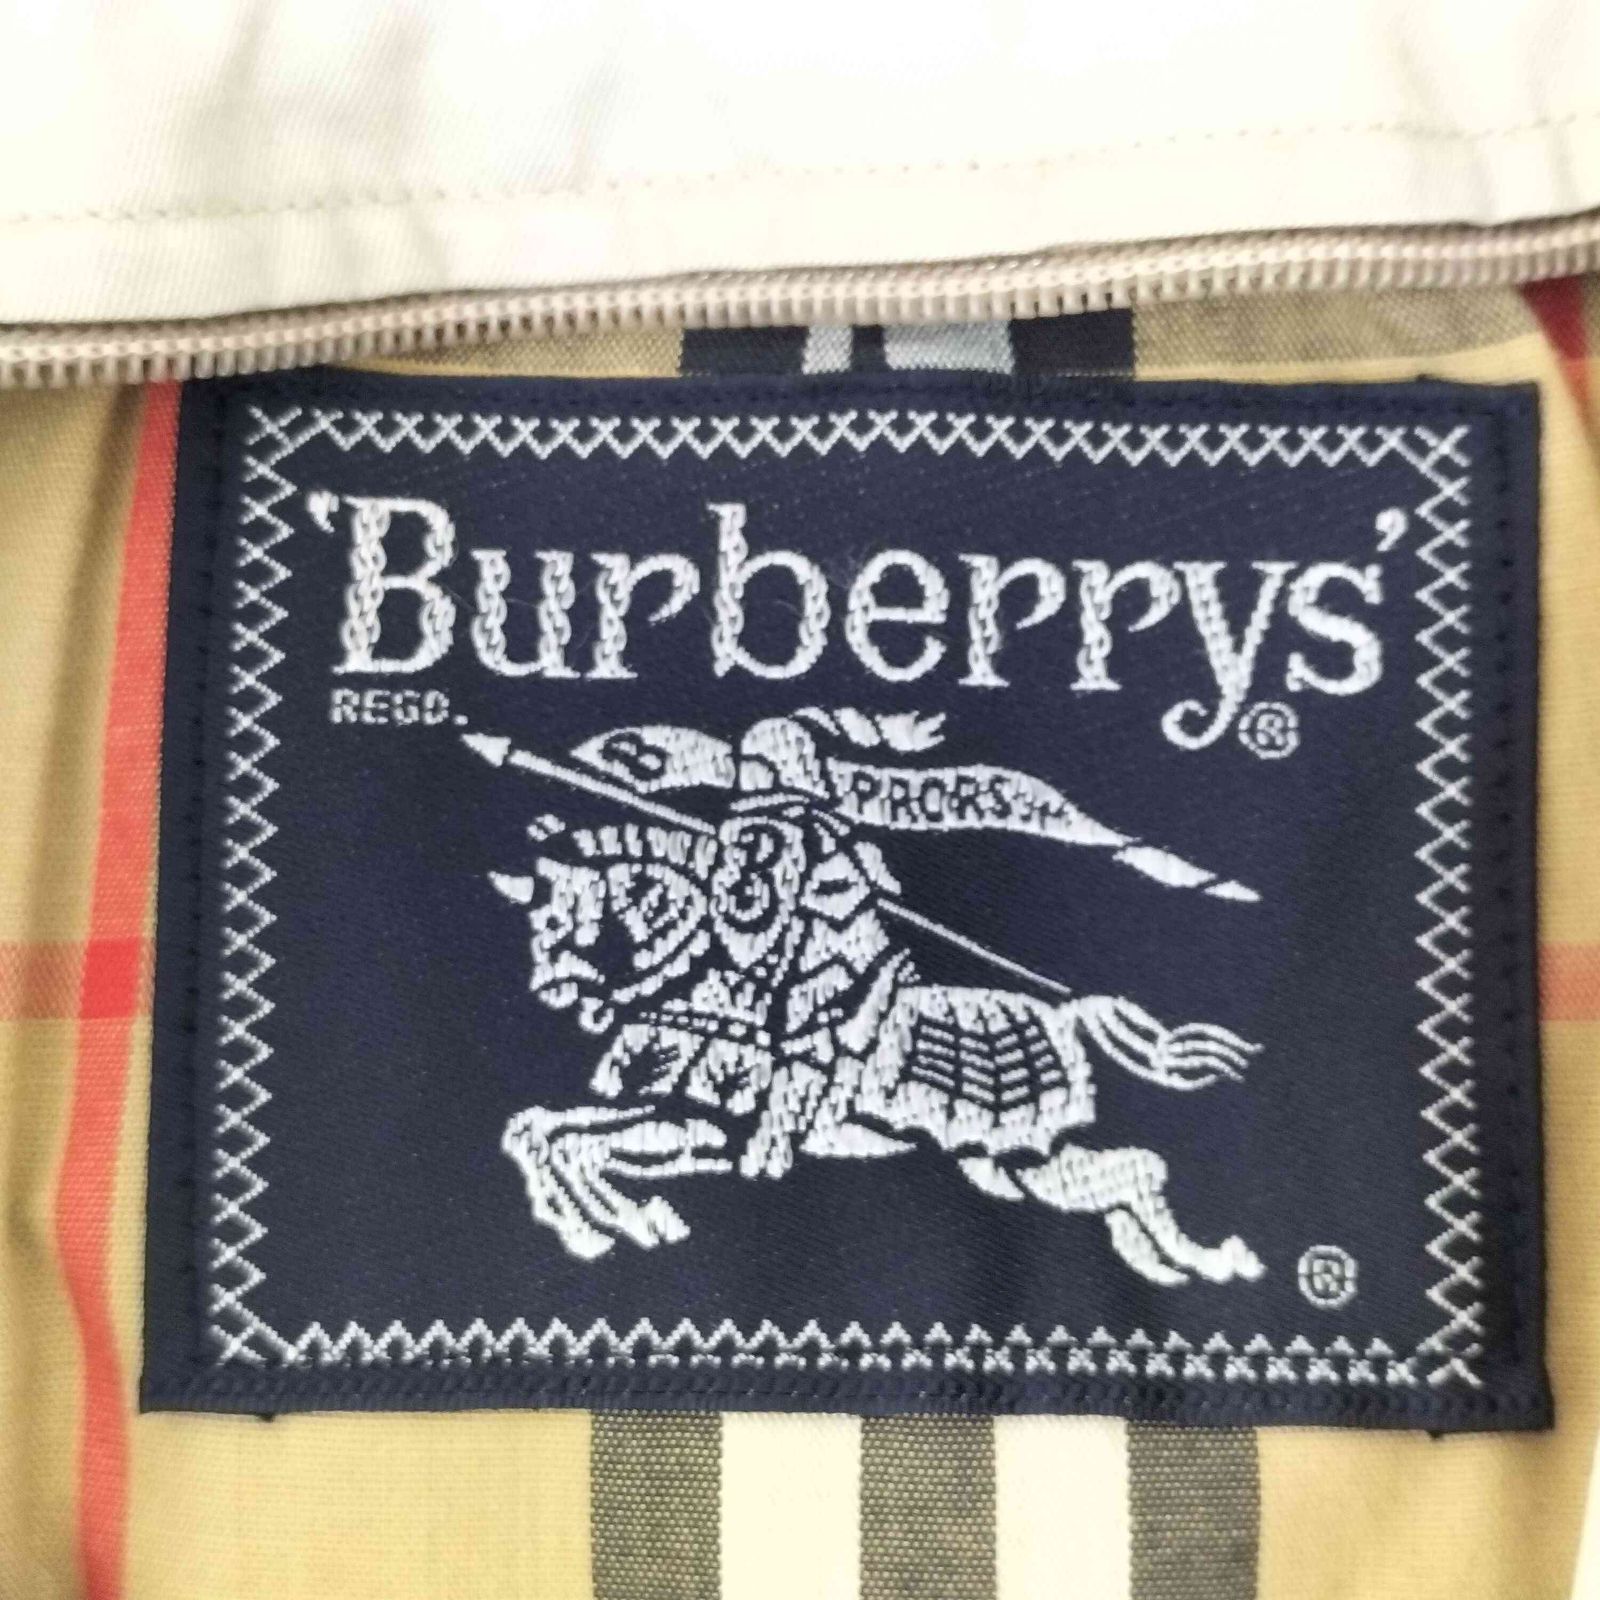 'Burberrys'®
REGD.
B PRORSUM
B
®